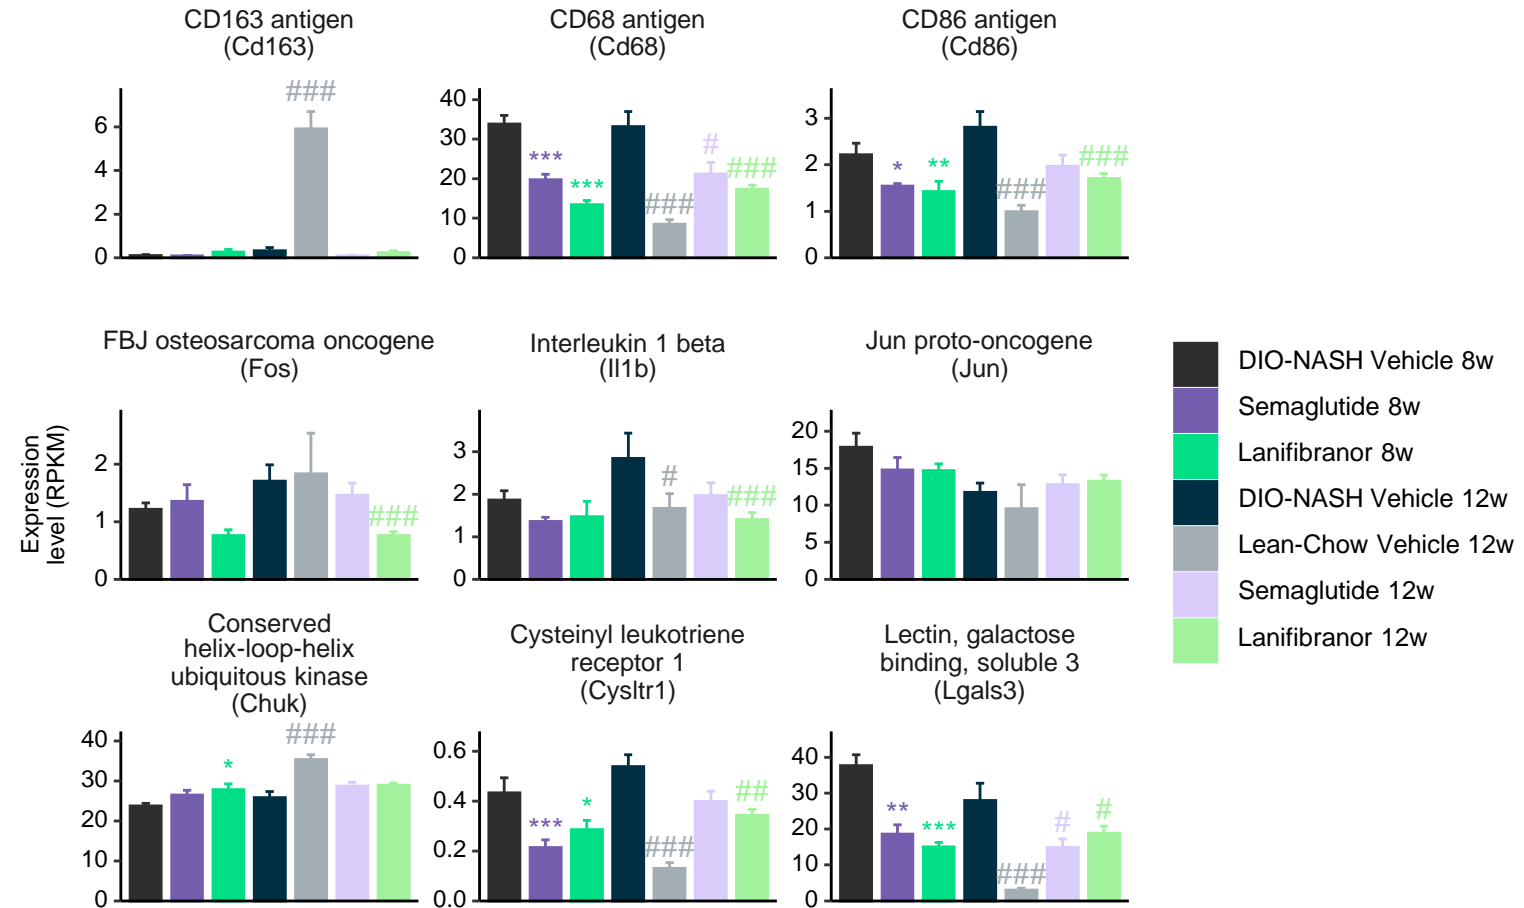 CD163 antigen
(Cd163)
###
6
4
2
0
CD68 antigen
(Cd68)
40
30
20
10
0
***
***
###
#
###
CD86 antigen
(Cd86)
3
2
1
0
*
**
###
###
Expression
level (RPKM)
FBJ osteosarcoma oncogene
(Fos)
2
1
0
###
Interleukin 1 beta
(Il1b)
3
2
1
0
#
###
Jun proto-oncogene
(Jun)
20
15
10
5
0
Conserved
helix-loop-helix
ubiquitous kinase
(Chuk)
40
30
20
10
0
*
###
Cysteinyl leukotriene
receptor 1
(Cysltr1)
0.6
0.4
0.2
0.0
***
*
###
##
Lectin, galactose
binding, soluble 3
(Lgals3)
40
30
20
10
0
**
***
###
#
#
DIO-NASH Vehicle 8w
Semaglutide 8w
Lanifibranor 8w
DIO-NASH Vehicle 12w
Lean-Chow Vehicle 12w
Semaglutide 12w
Lanifibranor 12w